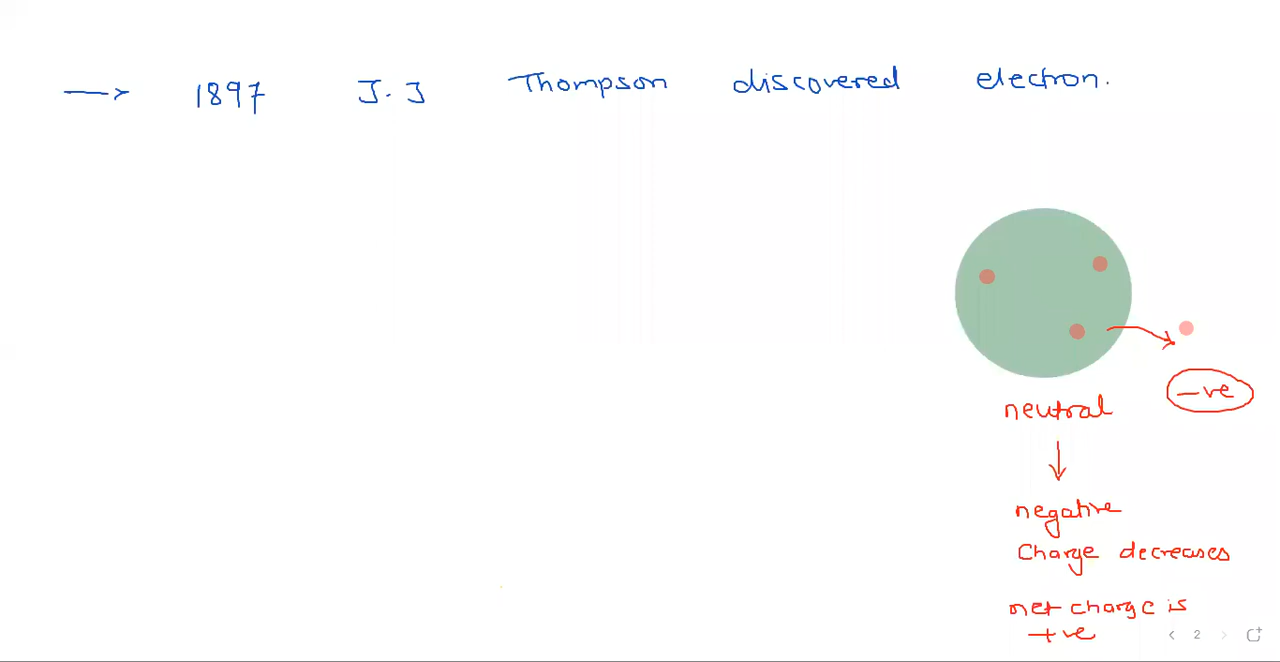 → 1897 J.J Thompson discovered electron.
-ve
neutral
↓
negative
Charge decreases
net charge is
+ve
< 2 >